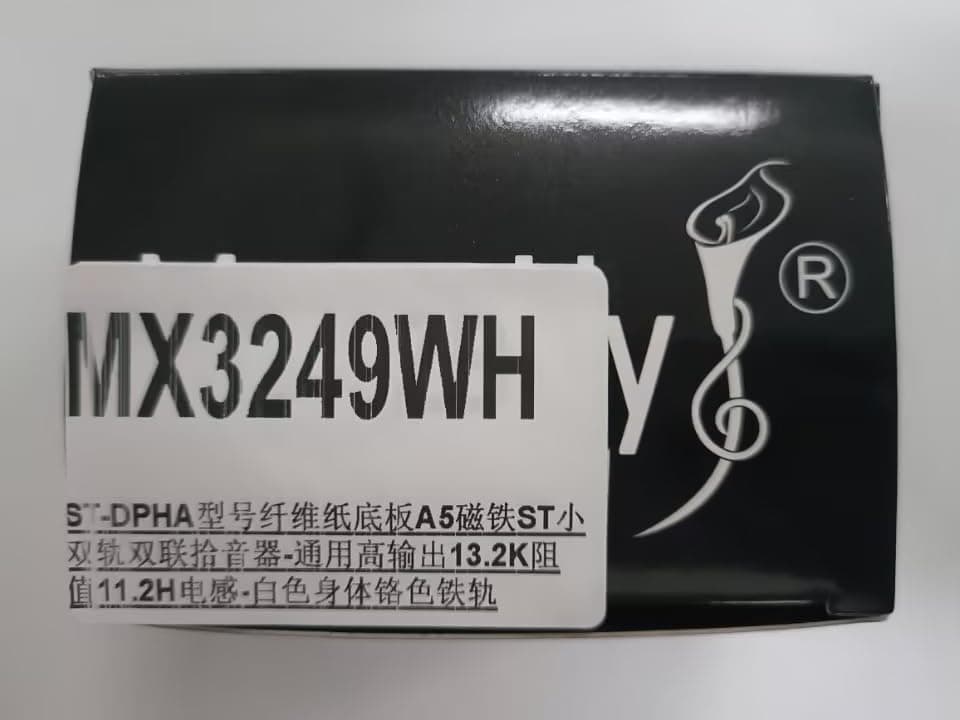 MX3249WH
y
®
ST-DPHA型号纤维纸底板A5磁铁ST小
双轨双联拾音器-通用高输出13.2K阻
值11.2H电感-白色身体铬色铁轨